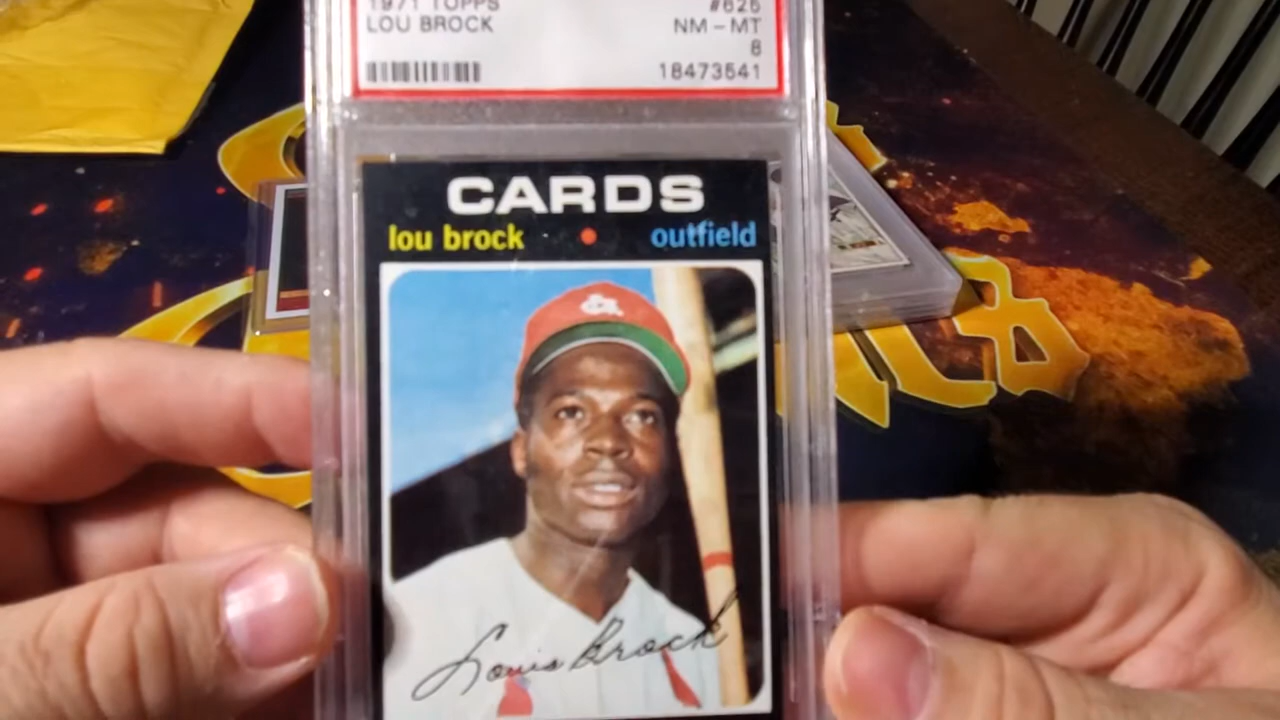 1971 TOPPS #625
LOU BROCK NM-MT
8
18473541
CARDS
lou brock • outfield
Louis Brock